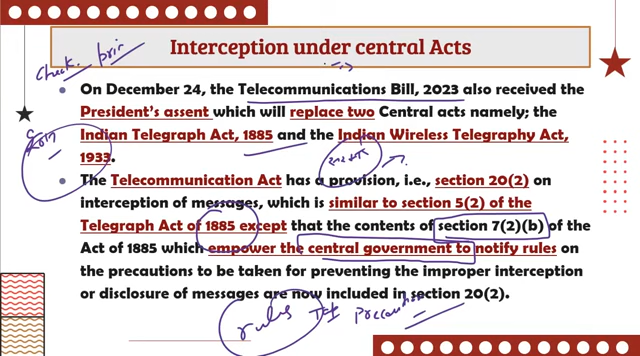 Interception under central Acts
check prin
• On December 24, the Telecommunications Bill, 2023 also received the
President's assent which will replace two Central acts namely; the
Indian Telegraph Act, 1885 and the Indian Wireless Telegraphy Act,
1933.
• The Telecommunication Act has a provision, i.e., section 20(2) on
interception of messages, which is similar to section 5(2) of the
Telegraph Act of 1885 except that the contents of section 7(2)(b) of the
Act of 1885 which empower the central government to notify rules on
the precautions to be taken for preventing the improper interception
or disclosure of messages are now included in section 20(2).
rules